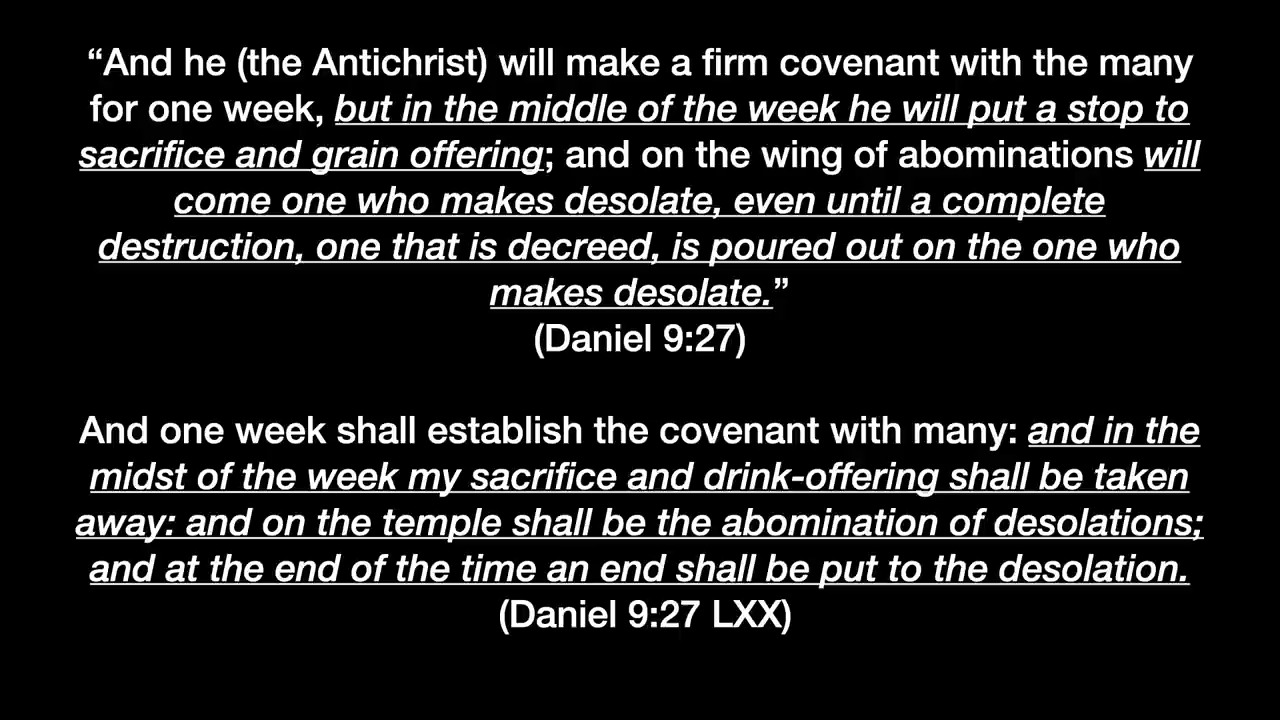 “And he (the Antichrist) will make a firm covenant with the many
for one week, but in the middle of the week he will put a stop to
sacrifice and grain offering; and on the wing of abominations will
come one who makes desolate, even until a complete
destruction, one that is decreed, is poured out on the one who
makes desolate.”
(Daniel 9:27)
And one week shall establish the covenant with many: and in the
midst of the week my sacrifice and drink-offering shall be taken
away: and on the temple shall be the abomination of desolations;
and at the end of the time an end shall be put to the desolation.
(Daniel 9:27 LXX)